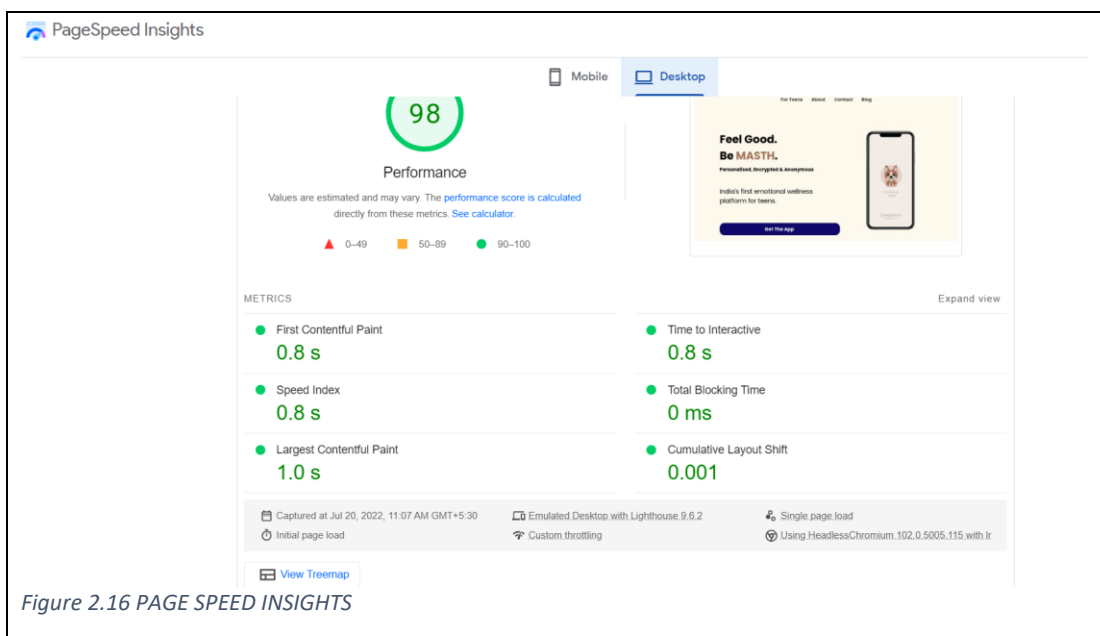 PageSpeed Insights
Mobile
Desktop
98
Performance
Values are estimated and may vary. The performance score is calculated
directly from these metrics. See calculator.
0–49
50–89
90–100
For Teens About Contact Blog
Feel Good.
Be MASTH.
Personalised, Encrypted & Anonymous
India's first emotional wellness
platform for teens.
Get The App
METRICS
Expand view
First Contentful Paint
0.8 s
Time to Interactive
0.8 s
Speed Index
0.8 s
Total Blocking Time
0 ms
Largest Contentful Paint
1.0 s
Cumulative Layout Shift
0.001
Captured at Jul 20, 2022, 11:07 AM GMT+5:30
Emulated Desktop with Lighthouse 9.6.2
Single page load
Initial page load
Custom throttling
Using HeadlessChromium 102.0.5005.115 with lr
View Treemap
Figure 2.16 PAGE SPEED INSIGHTS